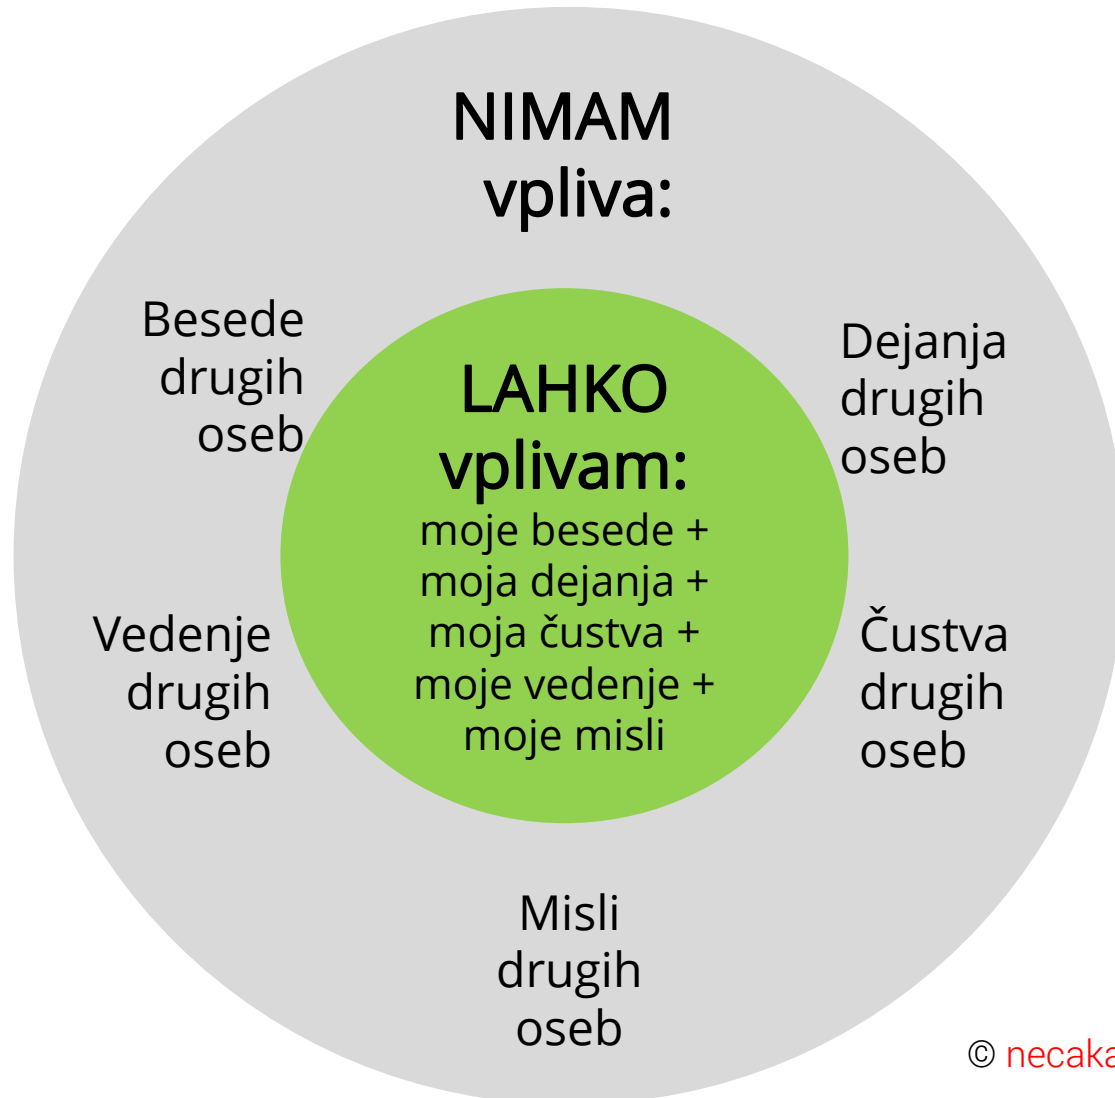 NIMAM
vpliva:
Besede
drugih
oseb
Dejanja
drugih
oseb
LAHKO
vplivam:
moje besede +
moja dejanja +
moja čustva +
moje vedenje +
moje misli
Vedenje
drugih
oseb
Čustva
drugih
oseb
Misli
drugih
oseb
© necaka